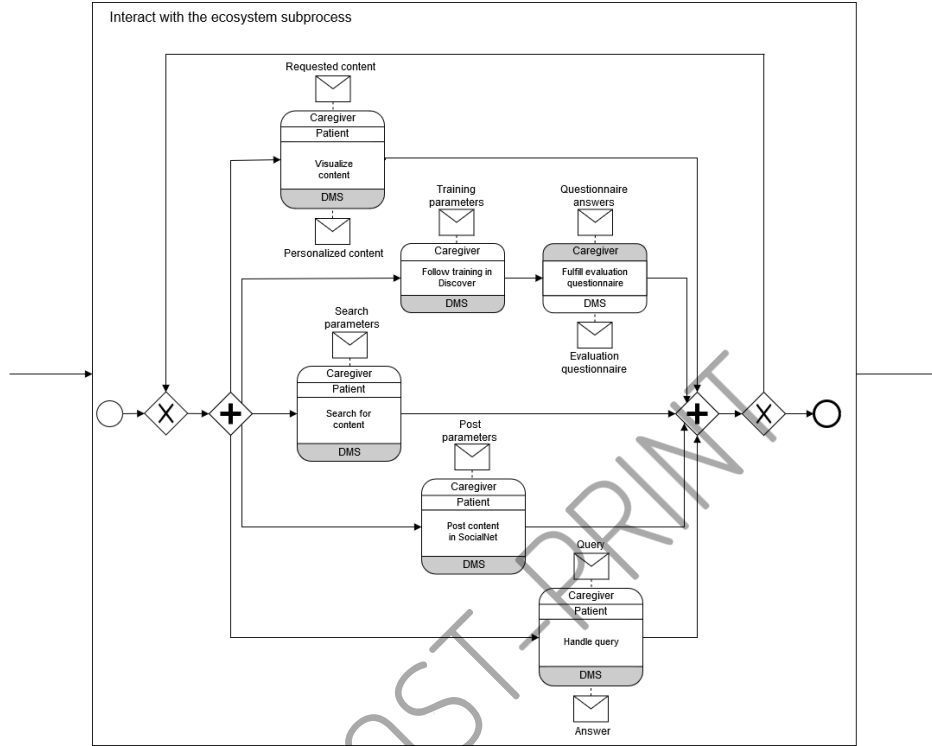 Interact with the ecosystem subprocess
Requested content
Caregiver
Patient
Visualize
content
DMS
Personalized content
Training
parameters
Caregiver
Follow training in
Discover
DMS
Questionnaire
answers
Caregiver
Fulfill evaluation
questionnaire
DMS
Evaluation
questionnaire
Search
parameters
Caregiver
Patient
Search for
content
DMS
Post
parameters
Caregiver
Patient
Post content
in SocialNet
DMS
Query
Caregiver
Patient
Handle query
DMS
Answer
OST-PRINT